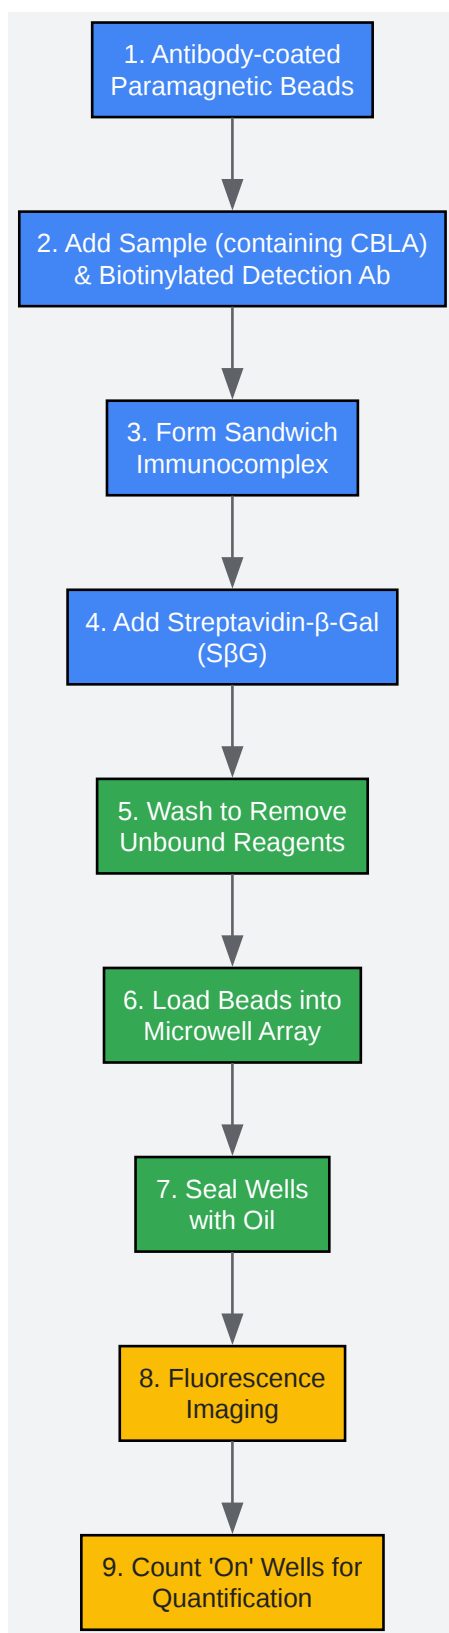 1. Antibody-coated
Paramagnetic Beads
2. Add Sample (containing CBLA)
& Biotinylated Detection Ab
3. Form Sandwich
Immunocomplex
4. Add Streptavidin-β-Gal
(SβG)
5. Wash to Remove
Unbound Reagents
6. Load Beads into
Microwell Array
7. Seal Wells
with Oil
8. Fluorescence
Imaging
9. Count 'On' Wells for
Quantification